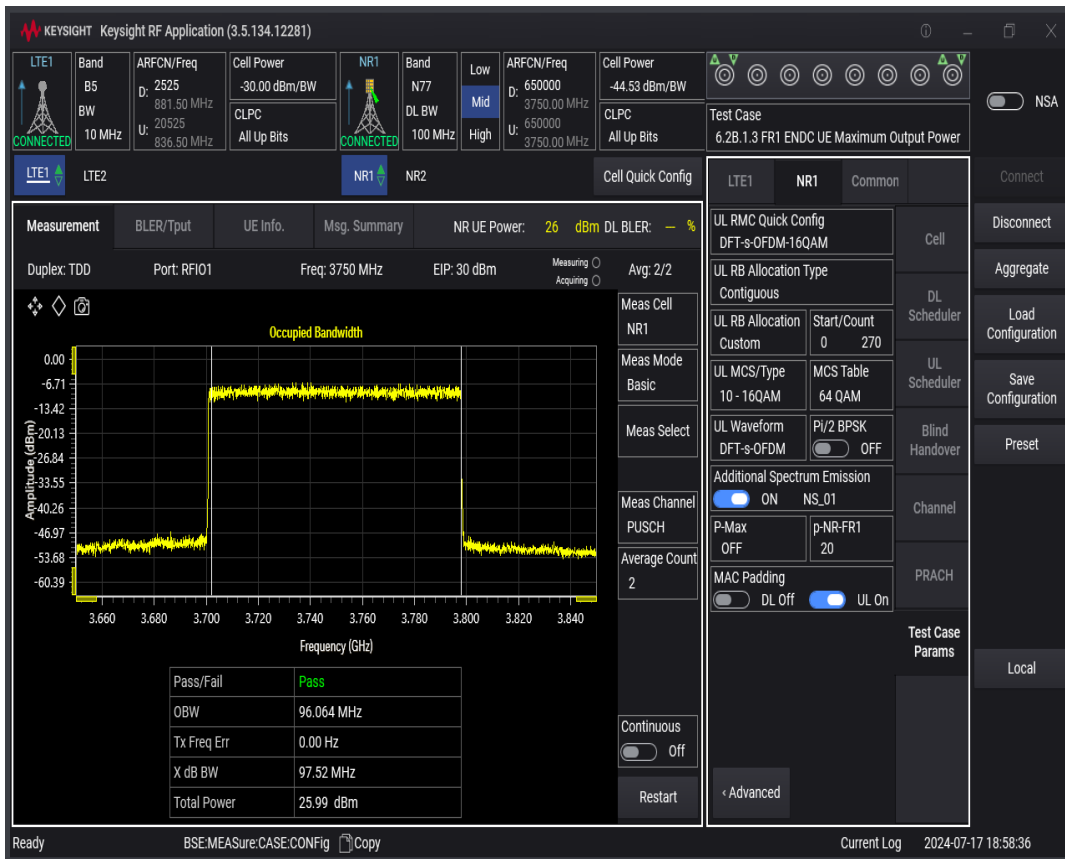 KEYSIGHT Keysight RF Application (3.5.134.12281)
LTE1
CONNECTED
Band
B5
BW
10 MHz
ARFCN/Freq
D: 2525
881.50 MHz
U: 20525
836.50 MHz
Cell Power
-30.00 dBm/BW
CLPC
All Up Bits
NR1
CONNECTED
Band
N77
DL BW
100 MHz
Low
Mid
High
ARFCN/Freq
D: 650000
3750.00 MHz
U: 650000
3750.00 MHz
Cell Power
-44.53 dBm/BW
CLPC
All Up Bits
Test Case
6.2B.1.3 FR1 ENDC UE Maximum Output Power
NSA
LTE1 LTE2 NR1 NR2 Cell Quick Config
Measurement BLER/Tput UE Info. Msg. Summary NR UE Power: 26 dBm DL BLER: — %
Duplex: TDD Port: RFIO1 Freq: 3750 MHz EIP: 30 dBm Measuring Acquiring Avg: 2/2
Occupied Bandwidth
Amplitude (dBm)
0.00
-6.71
-13.42
-20.13
-26.84
-33.55
-40.26
-46.97
-53.68
-60.39
3.660 3.680 3.700 3.720 3.740 3.760 3.780 3.800 3.820 3.840
Frequency (GHz)
Pass/Fail Pass
OBW 96.064 MHz
Tx Freq Err 0.00 Hz
X dB BW 97.52 MHz
Total Power 25.99 dBm
Meas Cell
NR1
Meas Mode
Basic
Meas Select
Meas Channel
PUSCH
Average Count
2
Continuous
Off
Restart
LTE1 NR1 Common
UL RMC Quick Config
DFT-s-OFDM-16QAM
UL RB Allocation Type
Contiguous
UL RB Allocation
Custom
Start/Count
0 270
UL MCS/Type
10 - 16QAM
MCS Table
64 QAM
UL Waveform
DFT-s-OFDM
Pi/2 BPSK
OFF
Additional Spectrum Emission
ON NS_01
P-Max
OFF
p-NR-FR1
20
MAC Padding
DL Off UL On
‹ Advanced
Cell
DL
Scheduler
UL
Scheduler
Blind
Handover
Channel
PRACH
Test Case
Params
Connect
Disconnect
Aggregate
Load
Configuration
Save
Configuration
Preset
Local
Ready BSE:MEASure:CASE:CONFig Copy Current Log 2024-07-17 18:58:36